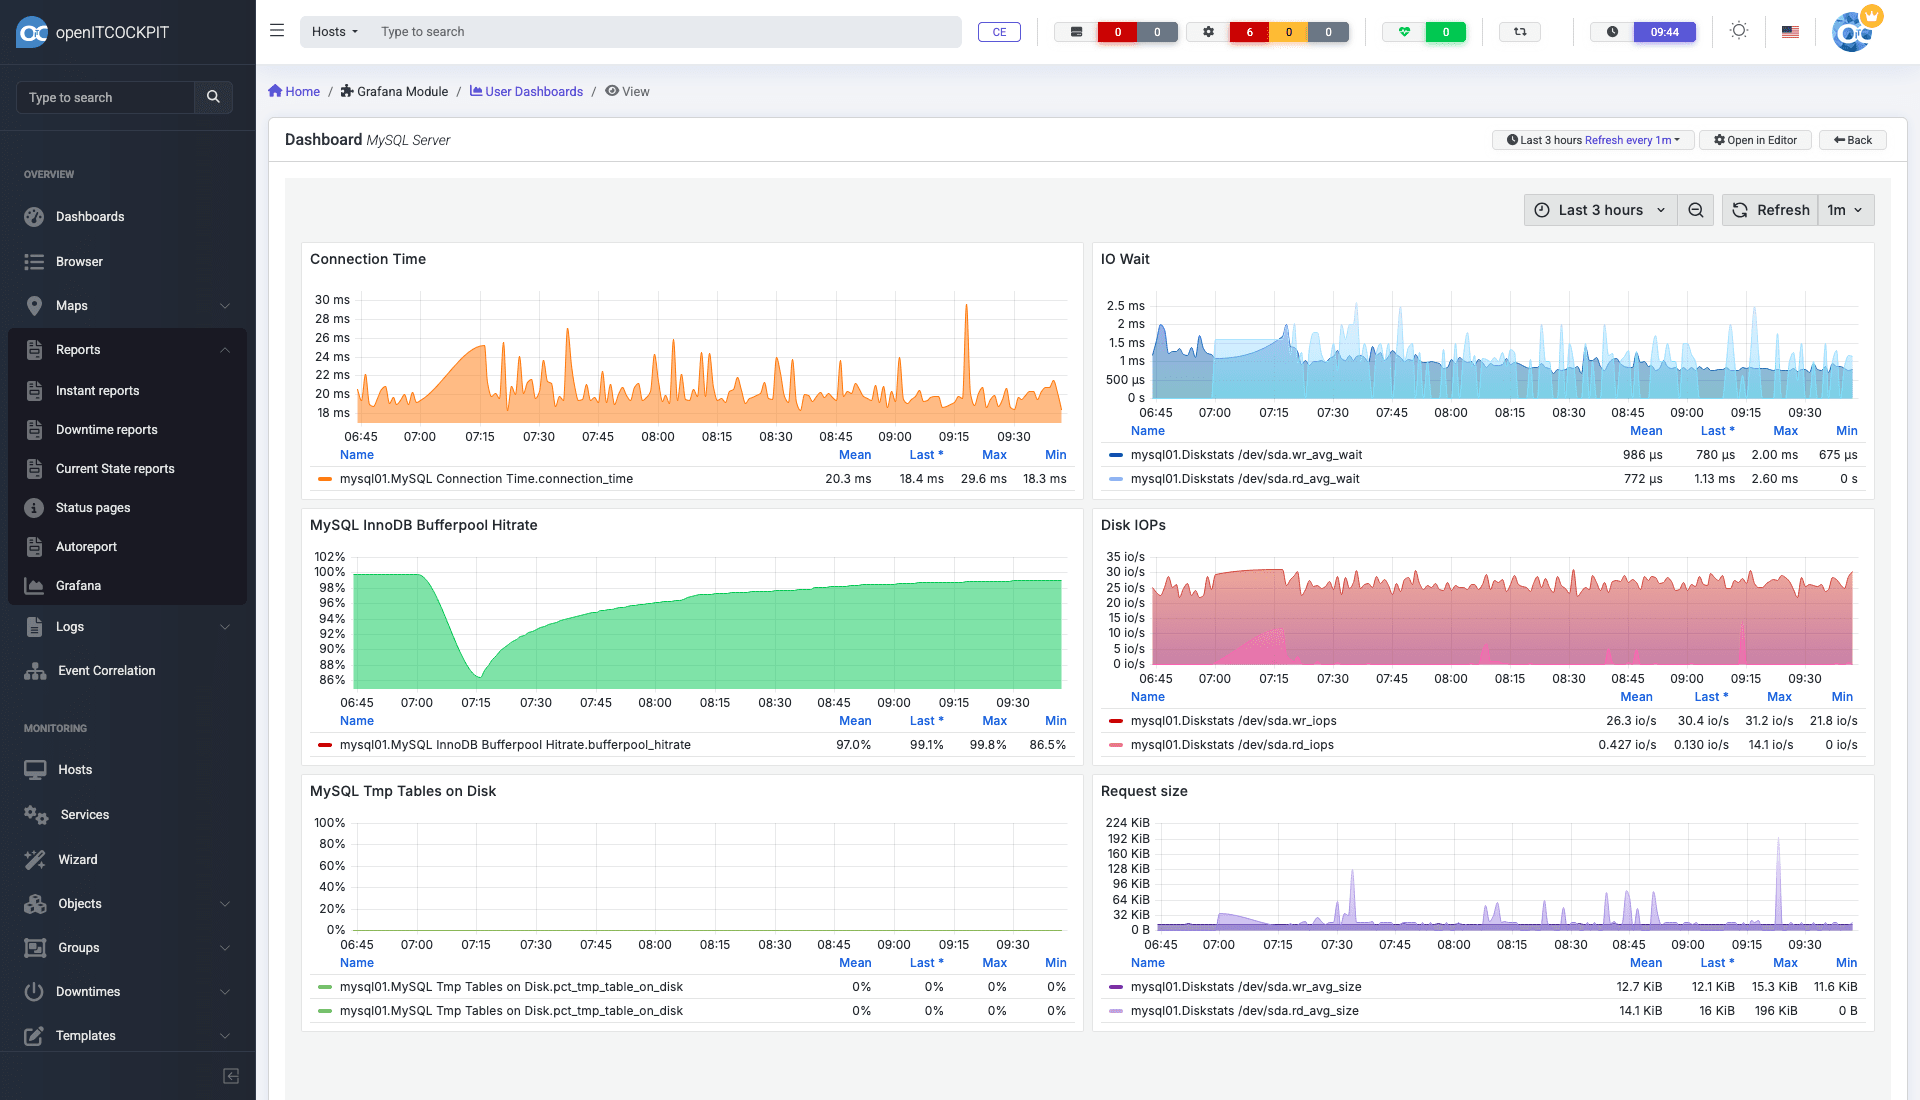 openITCOCKPIT
Hosts Type to search
CE
0 0
6 0 0
0
09:44
Type to search
OVERVIEW
Dashboards
Browser
Maps
Reports
Instant reports
Downtime reports
Current State reports
Status pages
Autoreport
Grafana
Logs
Event Correlation
MONITORING
Hosts
Services
Wizard
Objects
Groups
Downtimes
Templates
Home / Grafana Module / User Dashboards / View
Dashboard MySQL Server
Last 3 hours Refresh every 1m
Open in Editor
Back
Last 3 hours
Refresh 1m
Connection Time
30 ms
28 ms
26 ms
24 ms
22 ms
20 ms
18 ms
06:45 07:00 07:15 07:30 07:45 08:00 08:15 08:30 08:45 09:00 09:15 09:30
Name Mean Last * Max Min
mysql01.MySQL Connection Time.connection_time 20.3 ms 18.4 ms 29.6 ms 18.3 ms
IO Wait
2.5 ms
2 ms
1.5 ms
1 ms
500 µs
0 s
06:45 07:00 07:15 07:30 07:45 08:00 08:15 08:30 08:45 09:00 09:15 09:30
Name Mean Last * Max Min
mysql01.Diskstats /dev/sda.wr_avg_wait 986 µs 780 µs 2.00 ms 675 µs
mysql01.Diskstats /dev/sda.rd_avg_wait 772 µs 1.13 ms 2.60 ms 0 s
MySQL InnoDB Bufferpool Hitrate
102%
100%
98%
96%
94%
92%
90%
88%
86%
06:45 07:00 07:15 07:30 07:45 08:00 08:15 08:30 08:45 09:00 09:15 09:30
Name Mean Last * Max Min
mysql01.MySQL InnoDB Bufferpool Hitrate.bufferpool_hitrate 97.0% 99.1% 99.8% 86.5%
Disk IOPs
35 io/s
30 io/s
25 io/s
20 io/s
15 io/s
10 io/s
5 io/s
0 io/s
06:45 07:00 07:15 07:30 07:45 08:00 08:15 08:30 08:45 09:00 09:15 09:30
Name Mean Last * Max Min
mysql01.Diskstats /dev/sda.wr_iops 26.3 io/s 30.4 io/s 31.2 io/s 21.8 io/s
mysql01.Diskstats /dev/sda.rd_iops 0.427 io/s 0.130 io/s 14.1 io/s 0 io/s
MySQL Tmp Tables on Disk
100%
80%
60%
40%
20%
0%
06:45 07:00 07:15 07:30 07:45 08:00 08:15 08:30 08:45 09:00 09:15 09:30
Name Mean Last * Max Min
mysql01.MySQL Tmp Tables on Disk.pct_tmp_table_on_disk 0% 0% 0% 0%
mysql01.MySQL Tmp Tables on Disk.pct_tmp_table_on_disk 0% 0% 0% 0%
Request size
224 KiB
192 KiB
160 KiB
128 KiB
96 KiB
64 KiB
32 KiB
0 B
06:45 07:00 07:15 07:30 07:45 08:00 08:15 08:30 08:45 09:00 09:15 09:30
Name Mean Last * Max Min
mysql01.Diskstats /dev/sda.wr_avg_size 12.7 KiB 12.1 KiB 15.3 KiB 11.6 KiB
mysql01.Diskstats /dev/sda.rd_avg_size 14.1 KiB 16 KiB 196 KiB 0 B